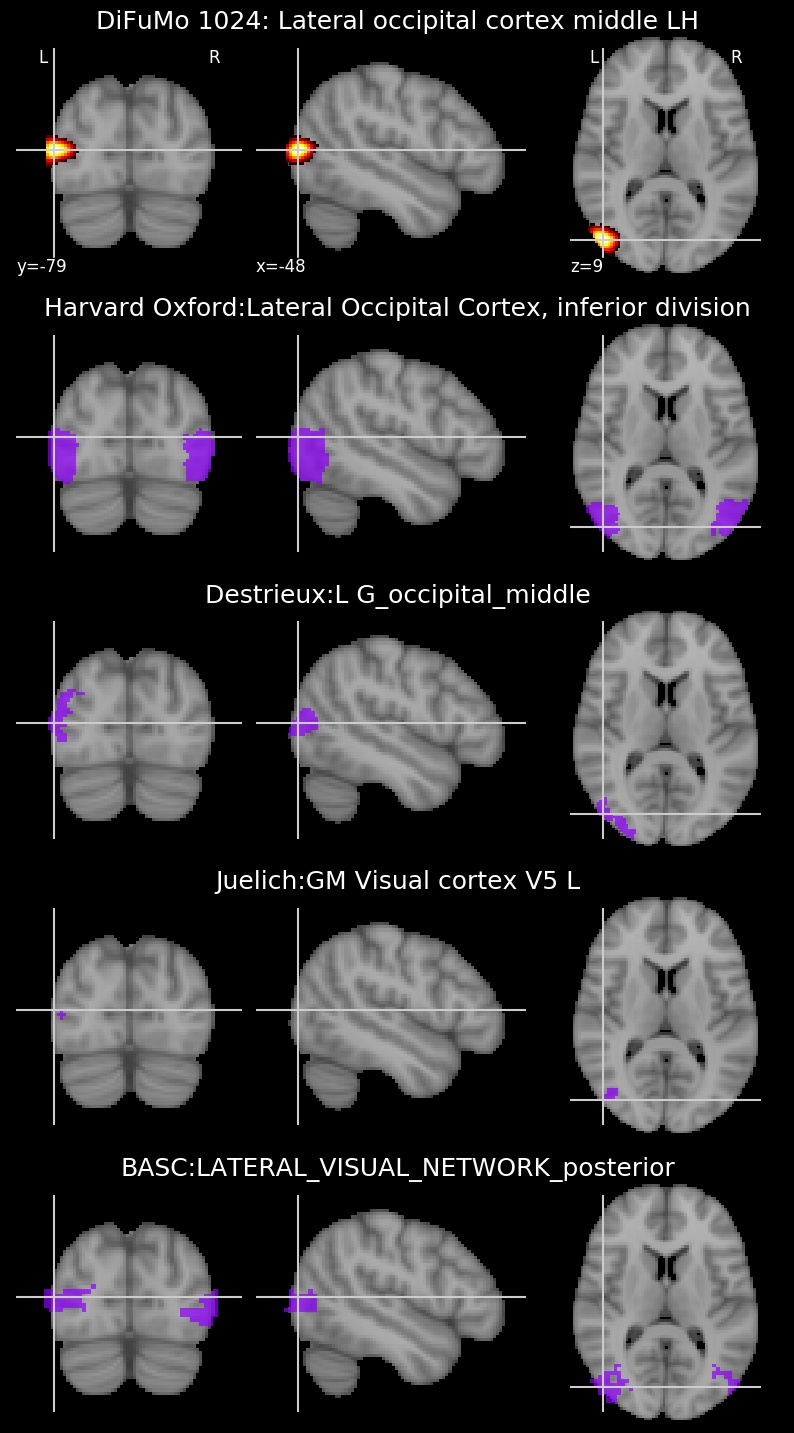 DiFuMo 1024: Lateral occipital cortex middle LH
L R L R
y=-79 x=-48 z=9
Harvard Oxford:Lateral Occipital Cortex, inferior division
Destrieux:L G_occipital_middle
Juelich:GM Visual cortex V5 L
BASC:LATERAL_VISUAL_NETWORK_posterior